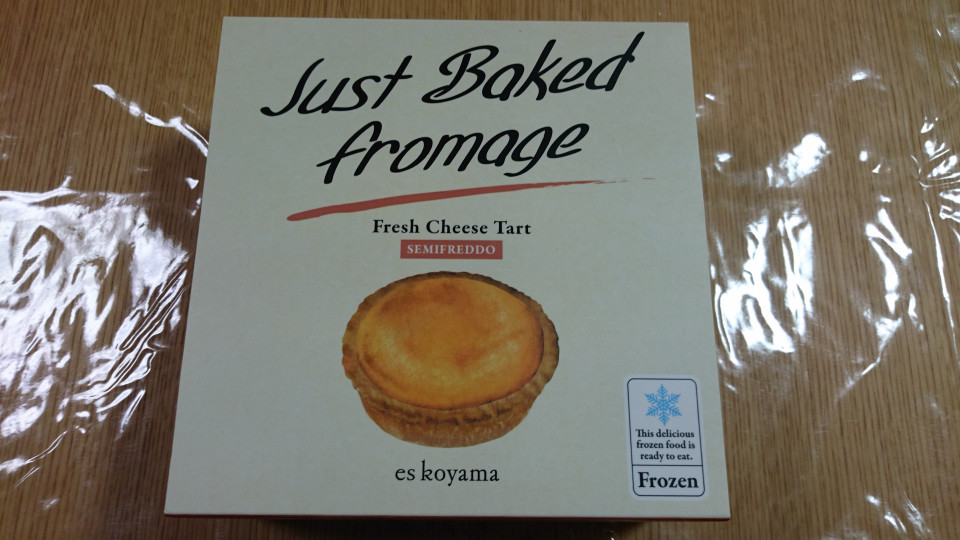 Just Baked
fromage
Fresh Cheese Tart
SEMIFREDDO
es koyama
This delicious
frozen food is
ready to eat.
Frozen